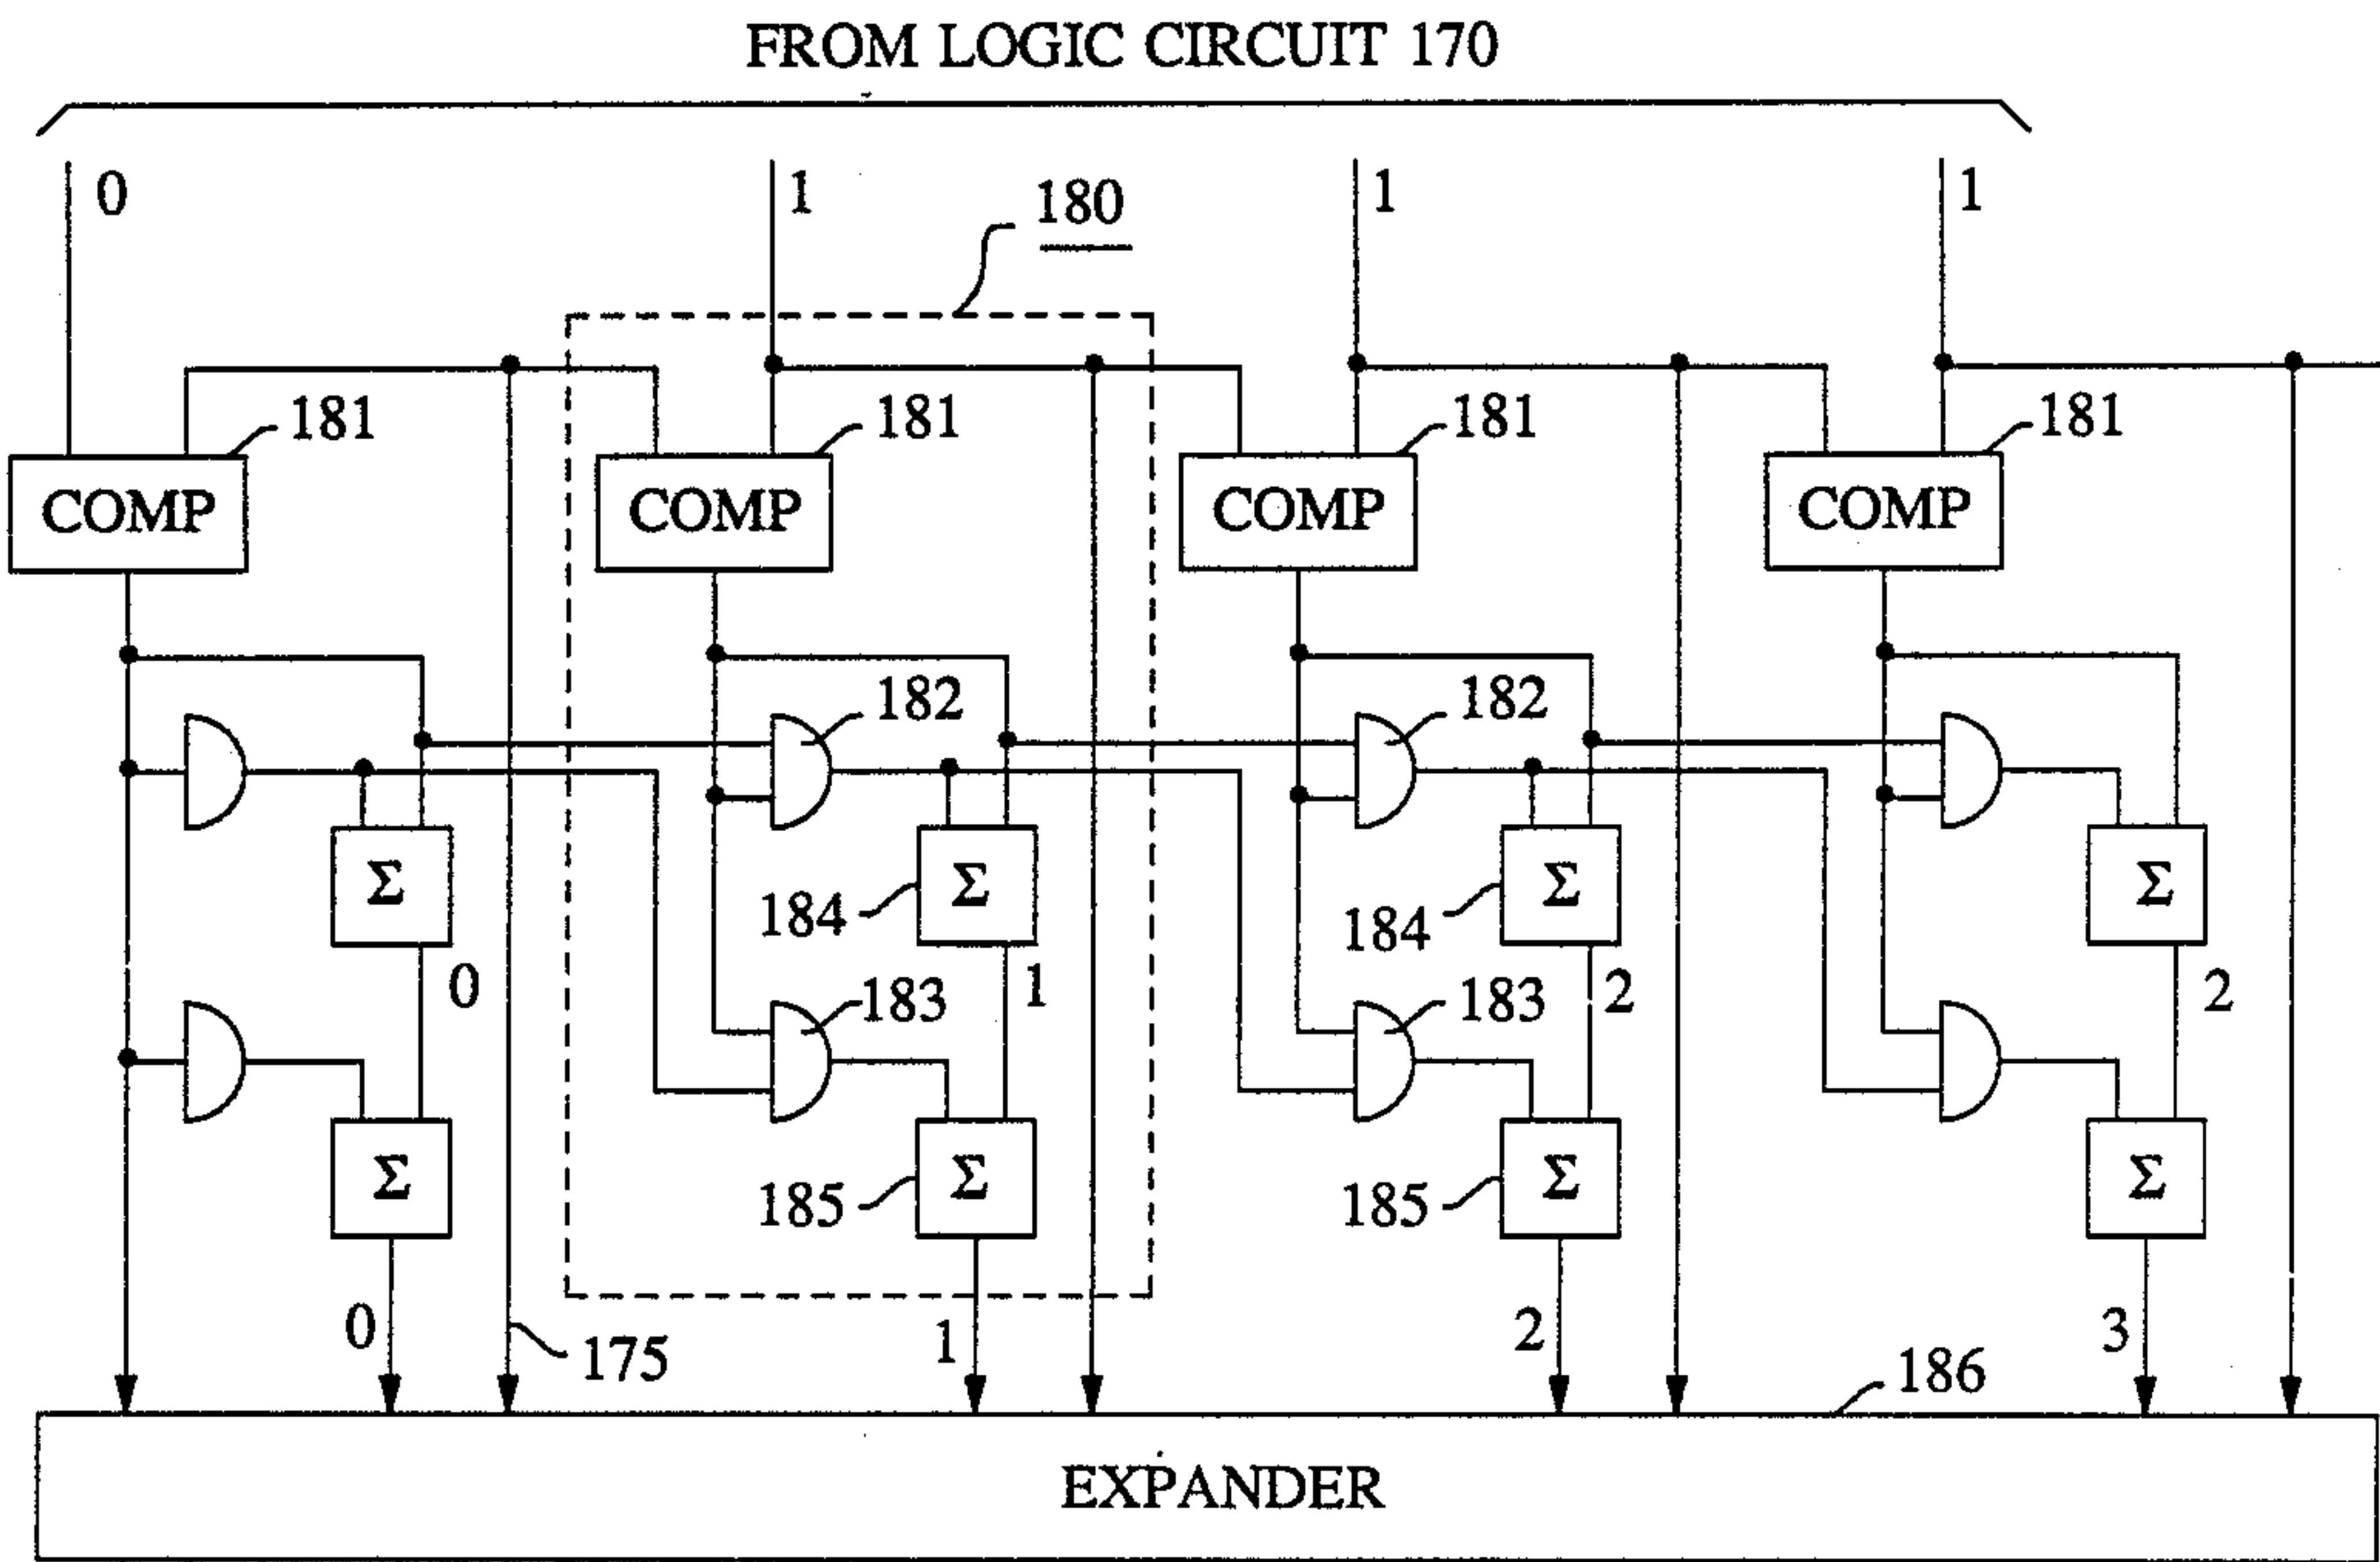 FROM LOGIC CIRCUIT 170
0
1
1
1
180
181
181
181
181
COMP
COMP
COMP
COMP
182
182
Σ
Σ
Σ
Σ
184
184
0
1
2
2
183
183
Σ
Σ
Σ
Σ
185
185
0
1
2
3
175
186
EXPANDER